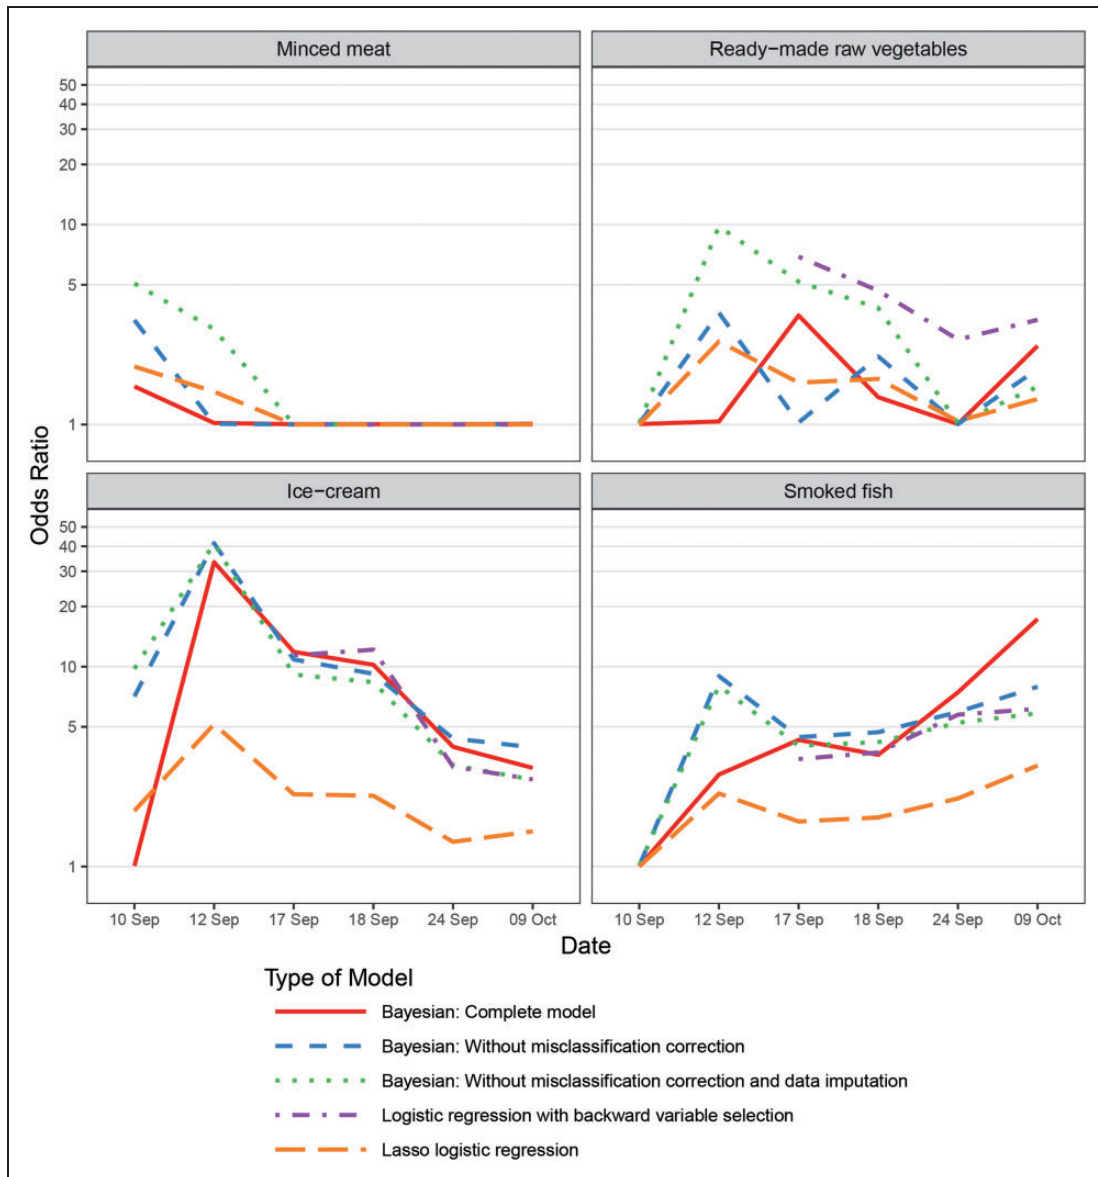 Minced meat
Ready−made raw vegetables
50
40
30
20
10
5
1
Odds Ratio
Ice−cream
Smoked fish
50
40
30
20
10
5
1
10 Sep 12 Sep 17 Sep 18 Sep 24 Sep 09 Oct
10 Sep 12 Sep 17 Sep 18 Sep 24 Sep 09 Oct
Date
Type of Model
Bayesian: Complete model
Bayesian: Without misclassification correction
Bayesian: Without misclassification correction and data imputation
Logistic regression with backward variable selection
Lasso logistic regression